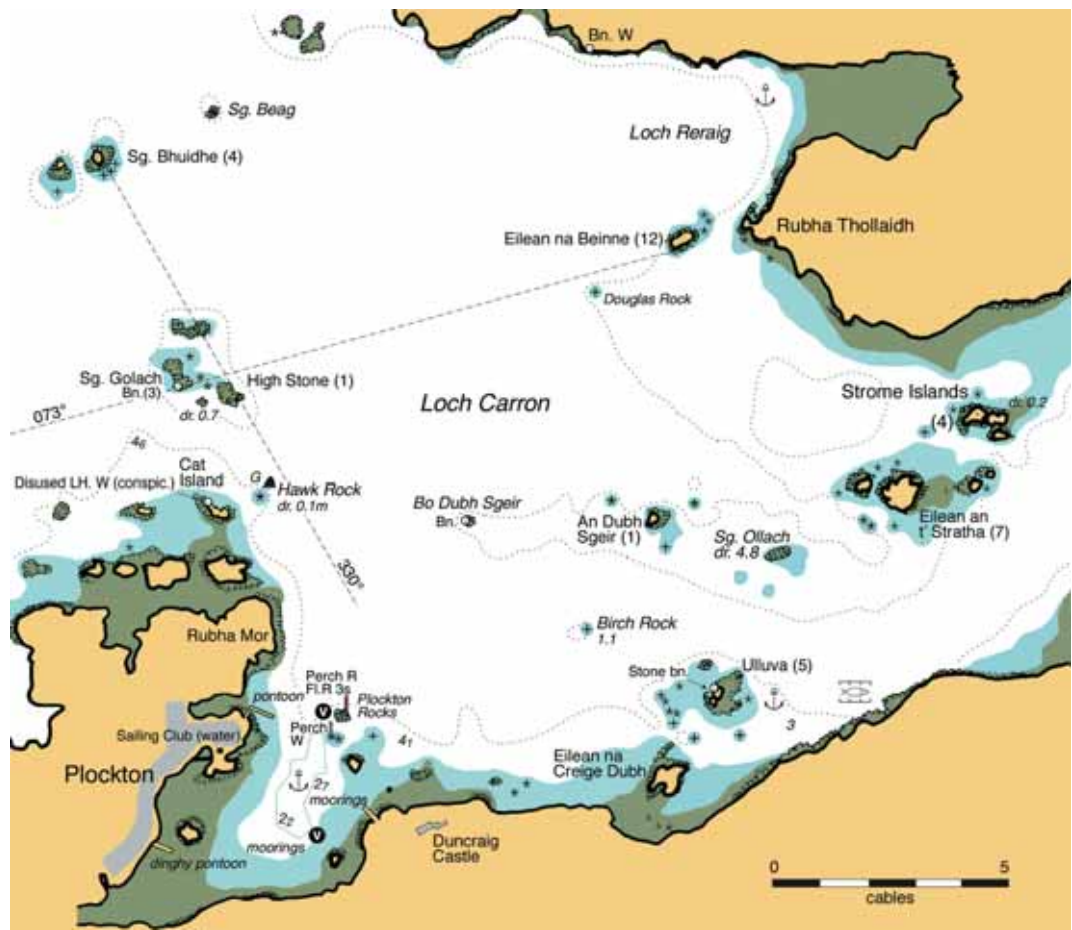 Bn. W
Sg. Beag
Loch Reraig
Sg. Bhuidhe (4)
Rubha Thollaidh
Eilean na Beinne (12)
Douglas Rock
Sg. Golach
Bn.(3)
High Stone (1)
dr. 0.7
073°
Loch Carron
Strome Islands
(4)
dr. 0.2
46
Cat
Island
Disused LH. W (conspic.)
G
Hawk Rock
dr. 0.1m
Bo Dubh Sgeir
Bn.
An Dubh
Sgeir (1)
Sg. Ollach
dr. 4.8
Eilean an
t' Stratha (7)
330°
Birch Rock
1.1
Rubha Mor
Stone bn.
Ulluva (5)
Perch R
Fl.R 3s
Plockton
Rocks
pontoon
V
Perch
W
Sailing Club (water)
41
3
Plockton
Eilean na
Creige Dubh
27
moorings
22
V
moorings
Duncraig
Castle
dinghy pontoon
0
5
cables